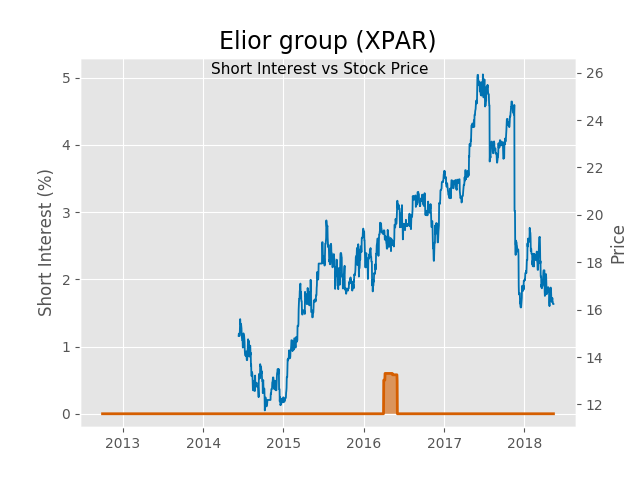 Elior group (XPAR)
Short Interest vs Stock Price
Short Interest (%)
5
4
3
2
1
0
26
24
22
20
18
16
14
12
Price
2013 2014 2015 2016 2017 2018